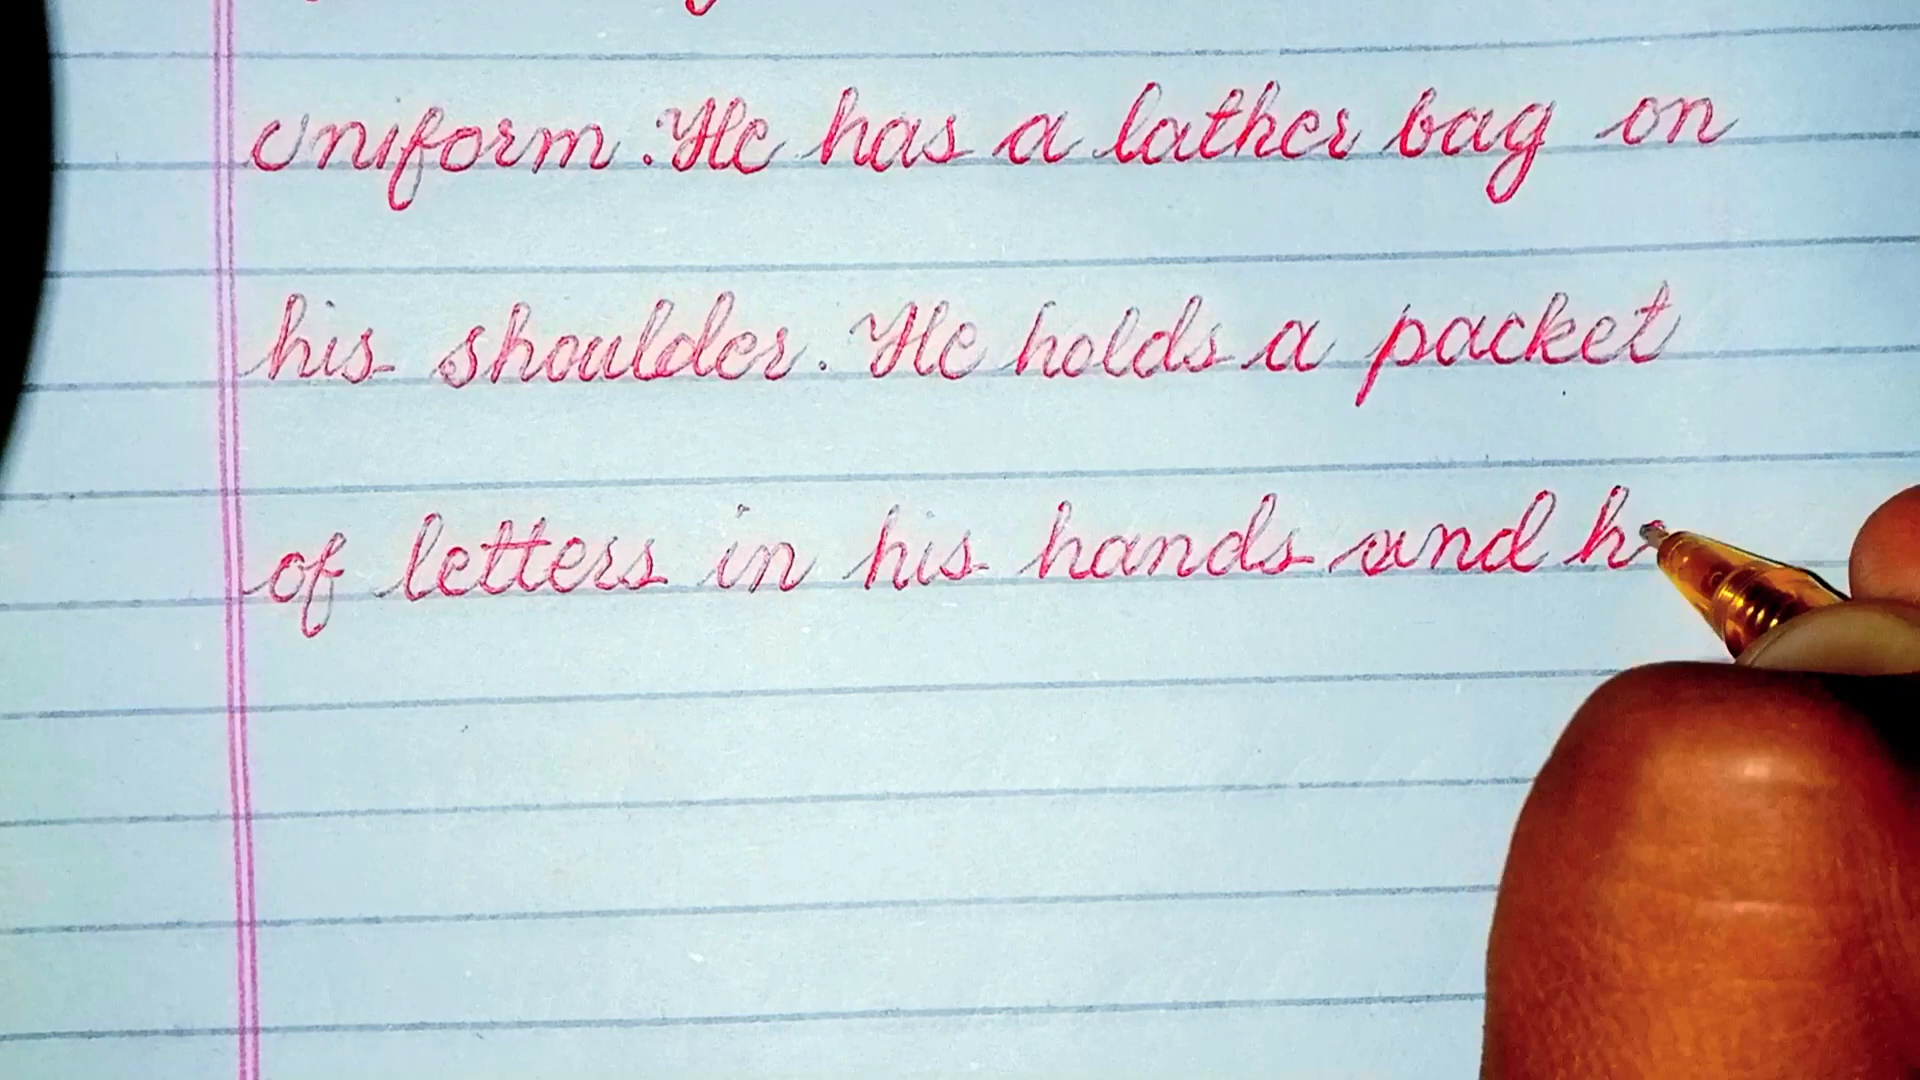 uniform. He has a lather bag on
his shoulder. He holds a packet
of letters in his hands and h